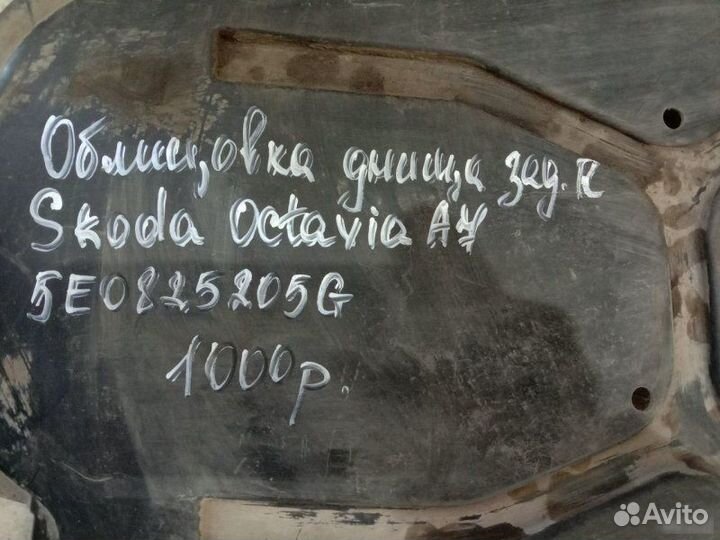 Облицовка днища зад. R
Skoda Octavia A7
5E0825205G
1000р.
Avito